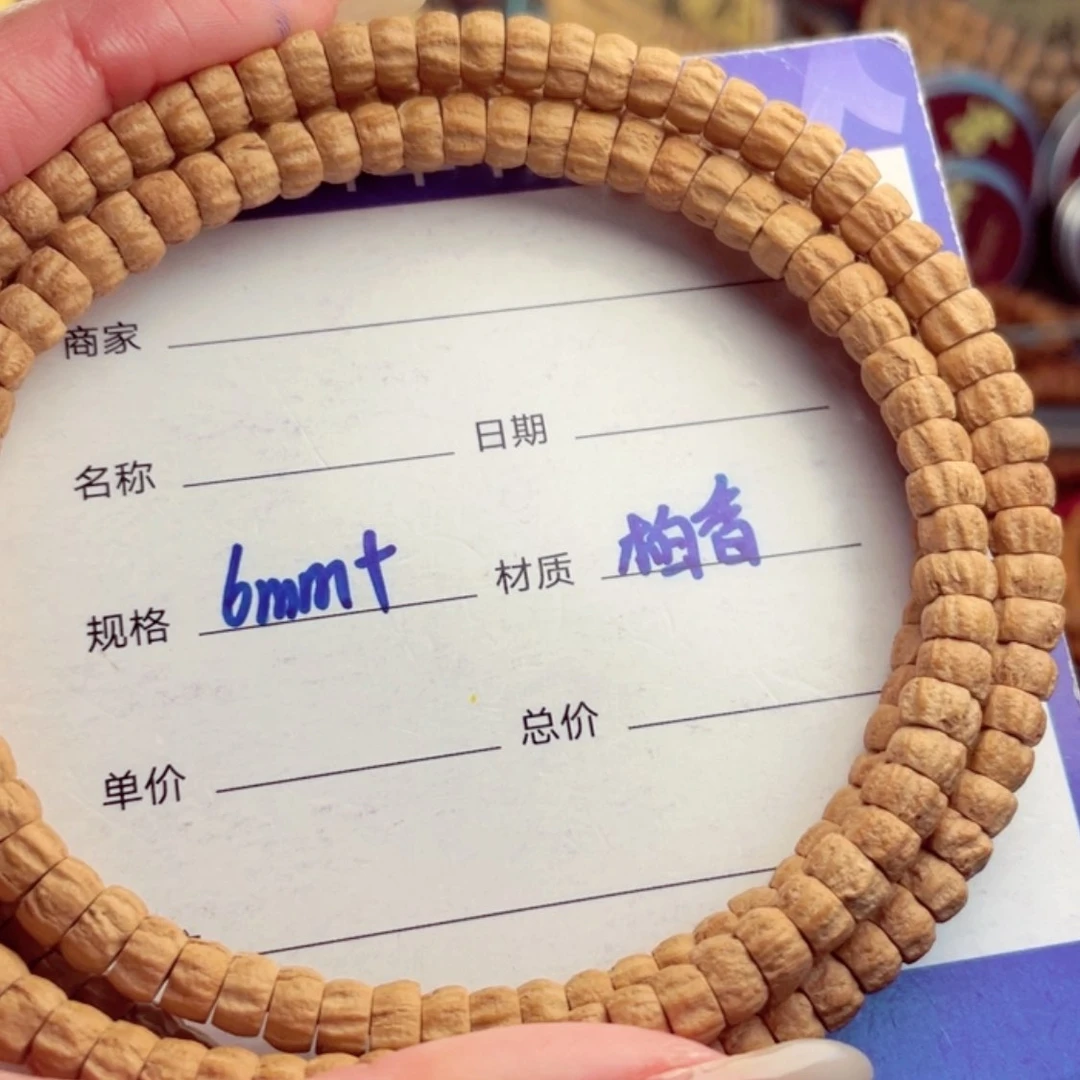 商家
名称 日期
规格 6mm+ 材质 柏香
单价 总价